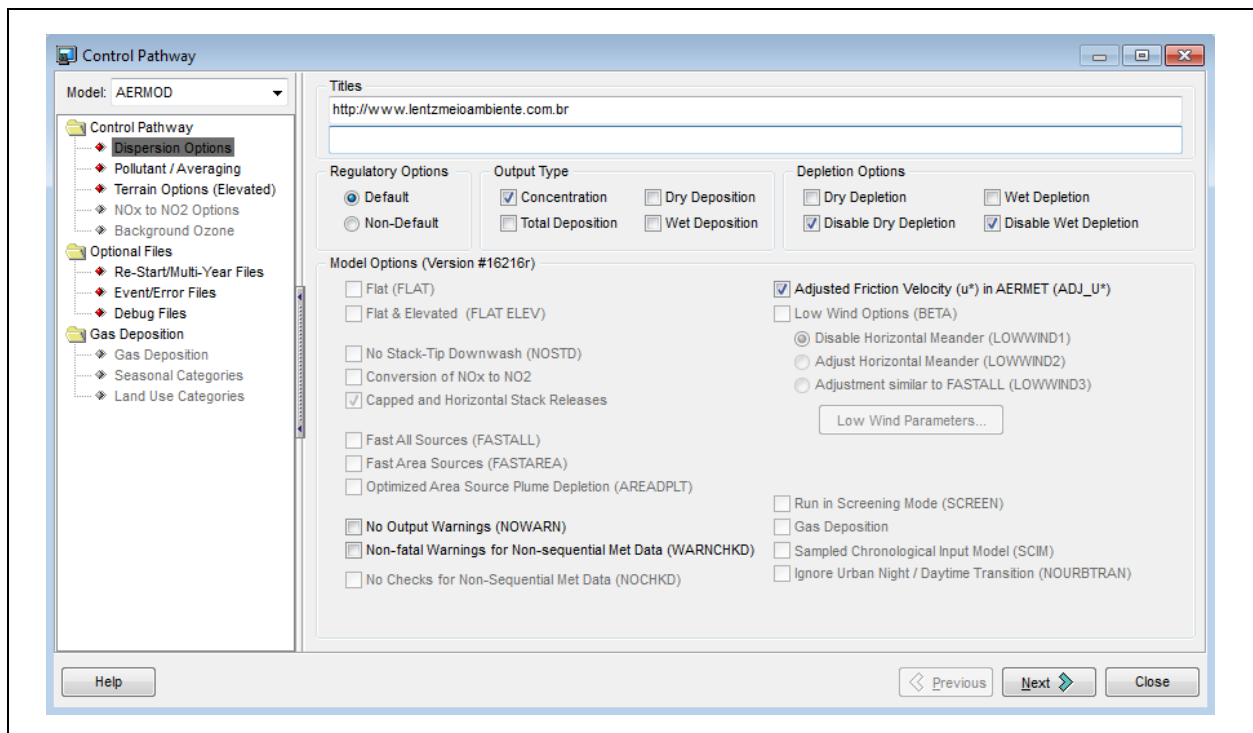 Control Pathway
Model: AERMOD
Control Pathway
Dispersion Options
Pollutant / Averaging
Terrain Options (Elevated)
NOx to NO2 Options
Background Ozone
Optional Files
Re-Start/Multi-Year Files
Event/Error Files
Debug Files
Gas Deposition
Gas Deposition
Seasonal Categories
Land Use Categories
Titles
http://www.lentzmeioambiente.com.br
Regulatory Options
Default
Non-Default
Output Type
Concentration
Dry Deposition
Total Deposition
Wet Deposition
Depletion Options
Dry Depletion
Wet Depletion
Disable Dry Depletion
Disable Wet Depletion
Model Options (Version #16216r)
Flat (FLAT)
Flat & Elevated (FLAT ELEV)
No Stack-Tip Downwash (NOSTD)
Conversion of NOx to NO2
Capped and Horizontal Stack Releases
Fast All Sources (FASTALL)
Fast Area Sources (FASTAREA)
Optimized Area Source Plume Depletion (AREADPLT)
No Output Warnings (NOWARN)
Non-fatal Warnings for Non-sequential Met Data (WARNCHKD)
No Checks for Non-Sequential Met Data (NOCHKD)
Adjusted Friction Velocity (u*) in AERMET (ADJ_U*)
Low Wind Options (BETA)
Disable Horizontal Meander (LOWWIND1)
Adjust Horizontal Meander (LOWWIND2)
Adjustment similar to FASTALL (LOWWIND3)
Low Wind Parameters...
Run in Screening Mode (SCREEN)
Gas Deposition
Sampled Chronological Input Model (SCIM)
Ignore Urban Night / Daytime Transition (NOURBTRAN)
Help
Previous
Next
Close